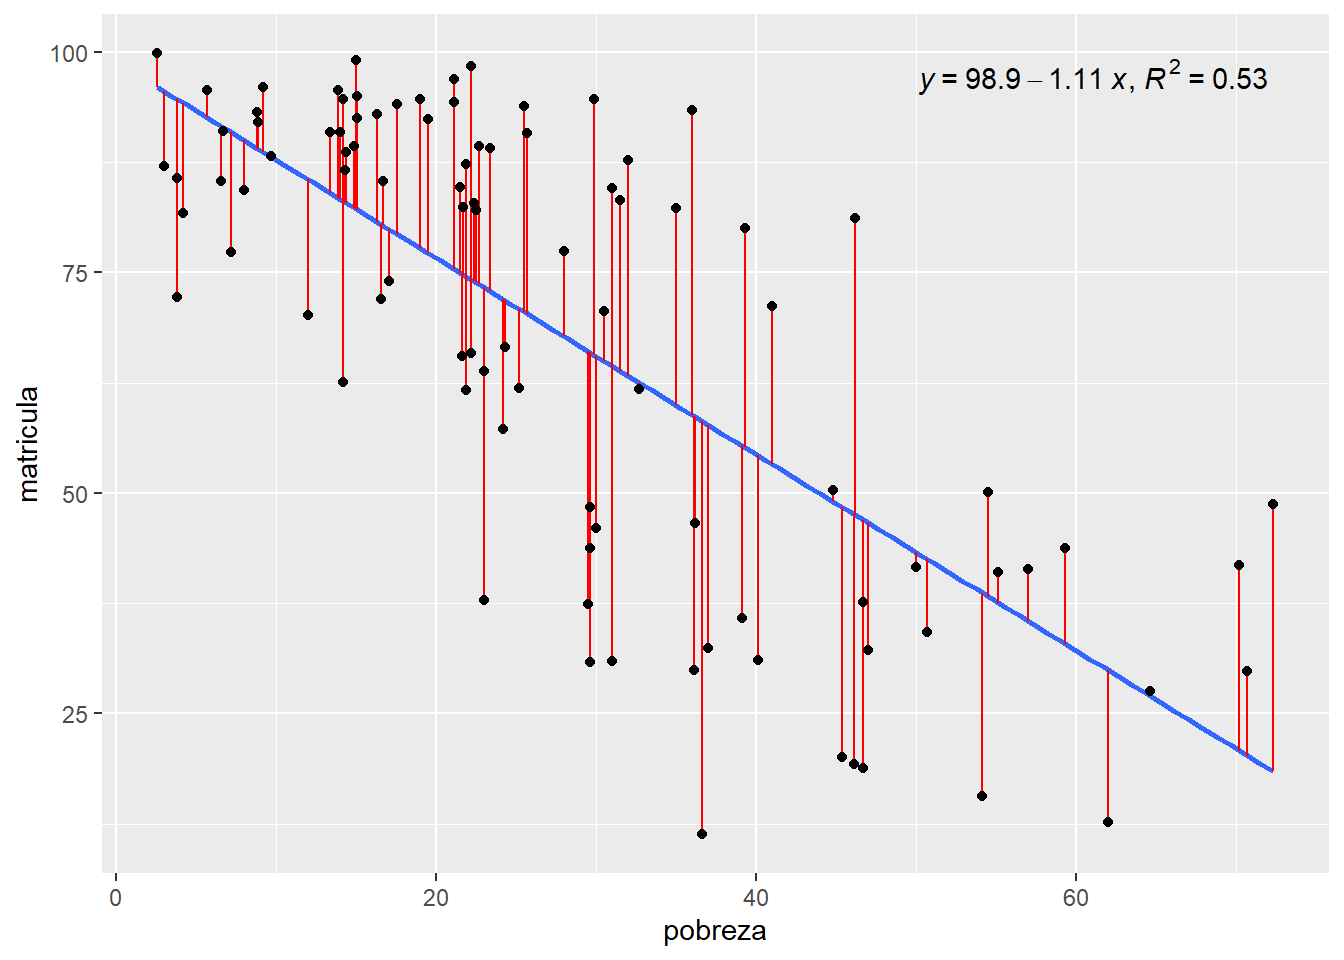 y = 98.9 − 1.11 x, R² = 0.53
100
75
50
25
matricula
0 20 40 60
pobreza